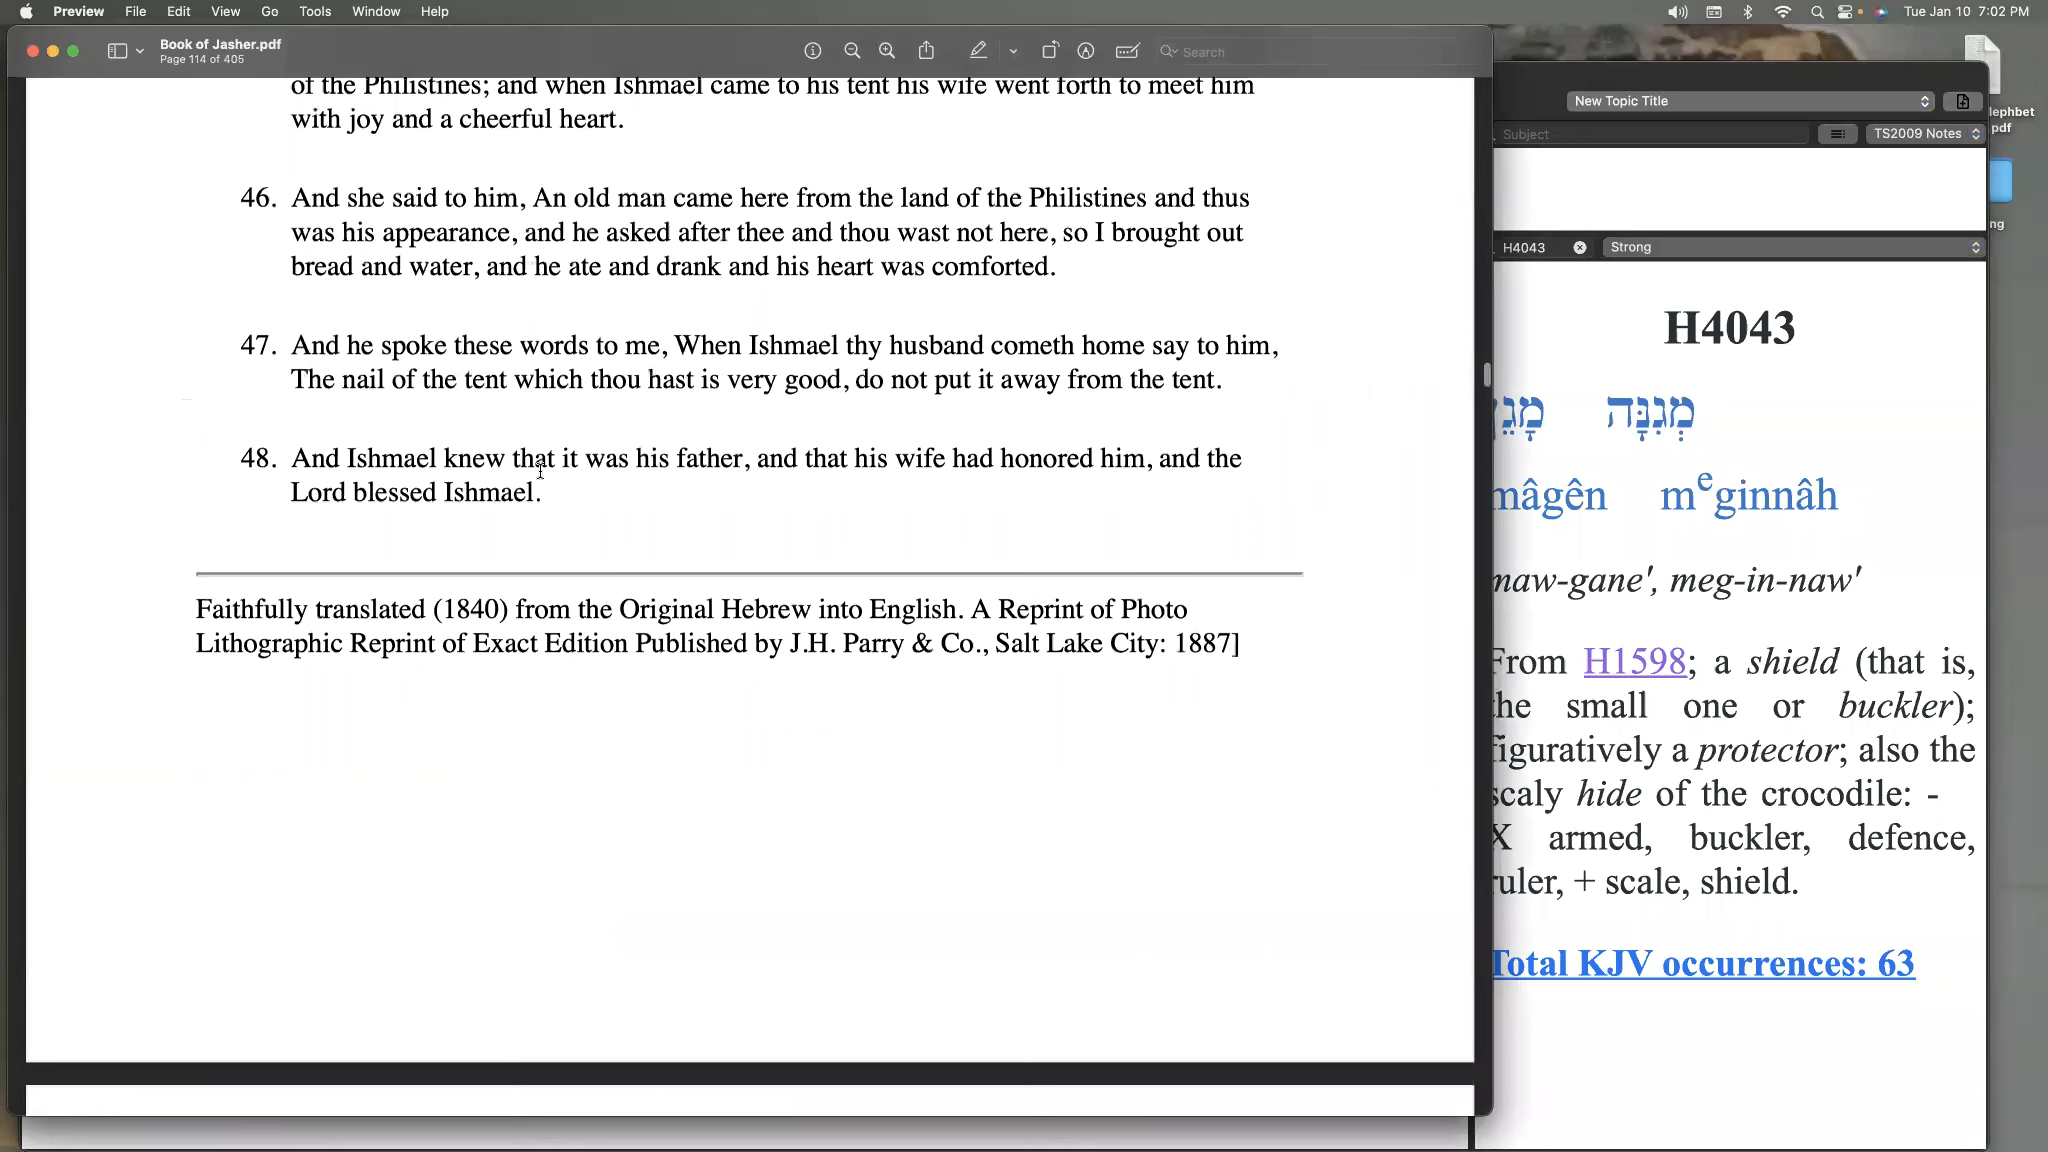 Preview File Edit View Go Tools Window Help
Tue Jan 10 7:02 PM
Book of Jasher.pdf
Page 114 of 405
Search
of the Philistines; and when Ishmael came to his tent his wife went forth to meet him
with joy and a cheerful heart.
46. And she said to him, An old man came here from the land of the Philistines and thus
was his appearance, and he asked after thee and thou wast not here, so I brought out
bread and water, and he ate and drank and his heart was comforted.
47. And he spoke these words to me, When Ishmael thy husband cometh home say to him,
The nail of the tent which thou hast is very good, do not put it away from the tent.
48. And Ishmael knew that it was his father, and that his wife had honored him, and the
Lord blessed Ishmael.
Faithfully translated (1840) from the Original Hebrew into English. A Reprint of Photo
Lithographic Reprint of Exact Edition Published by J.H. Parry & Co., Salt Lake City: 1887]
New Topic Title
Subject
TS2009 Notes
H4043
Strong
H4043
מָגֵן מְגִנָּה
mâgên mᵉginnâh
maw-gane', meg-in-naw'
From H1598; a shield (that is,
the small one or buckler);
figuratively a protector; also the
scaly hide of the crocodile: -
X armed, buckler, defence,
ruler, + scale, shield.
Total KJV occurrences: 63
lephbet
pdf
ng